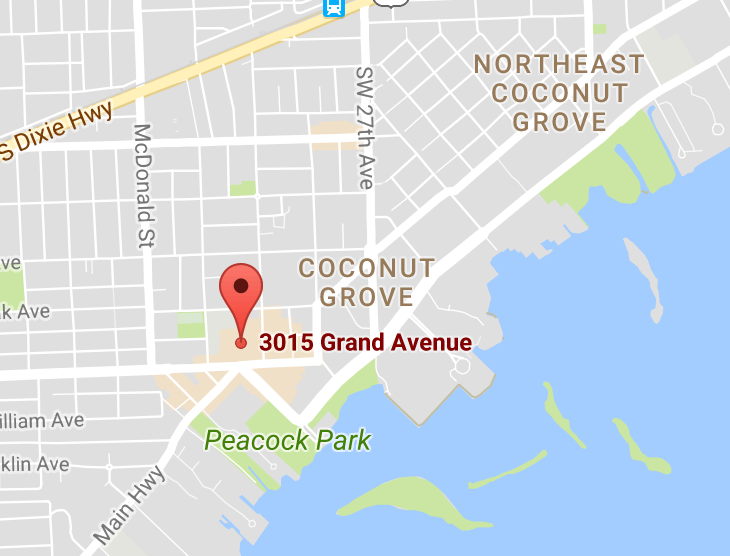 NORTHEAST
COCONUT
GROVE
S Dixie Hwy
SW 27th Ave
McDonald St
ve
k Ave
COCONUT
GROVE
3015 Grand Avenue
illiam Ave
Peacock Park
klin Ave
Main Hwy